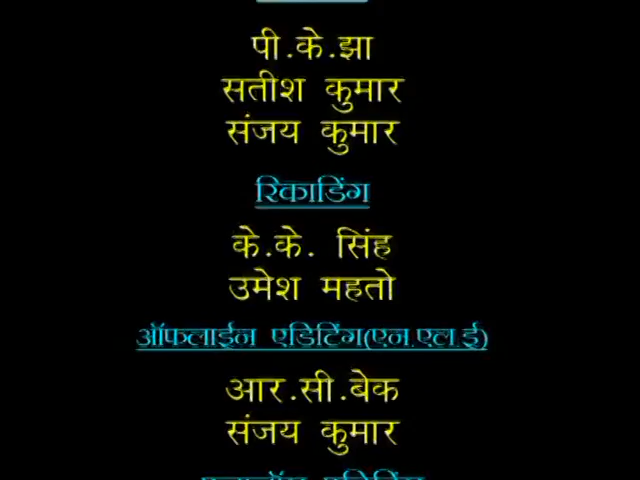 पी.के.झा
सतीश कुमार
संजय कुमार
रिकाडिंग
के.के. सिंह
उमेश महतो
ऑफलाईन एडिटिंग(एन.एल.ई)
आर.सी.बेक
संजय कुमार